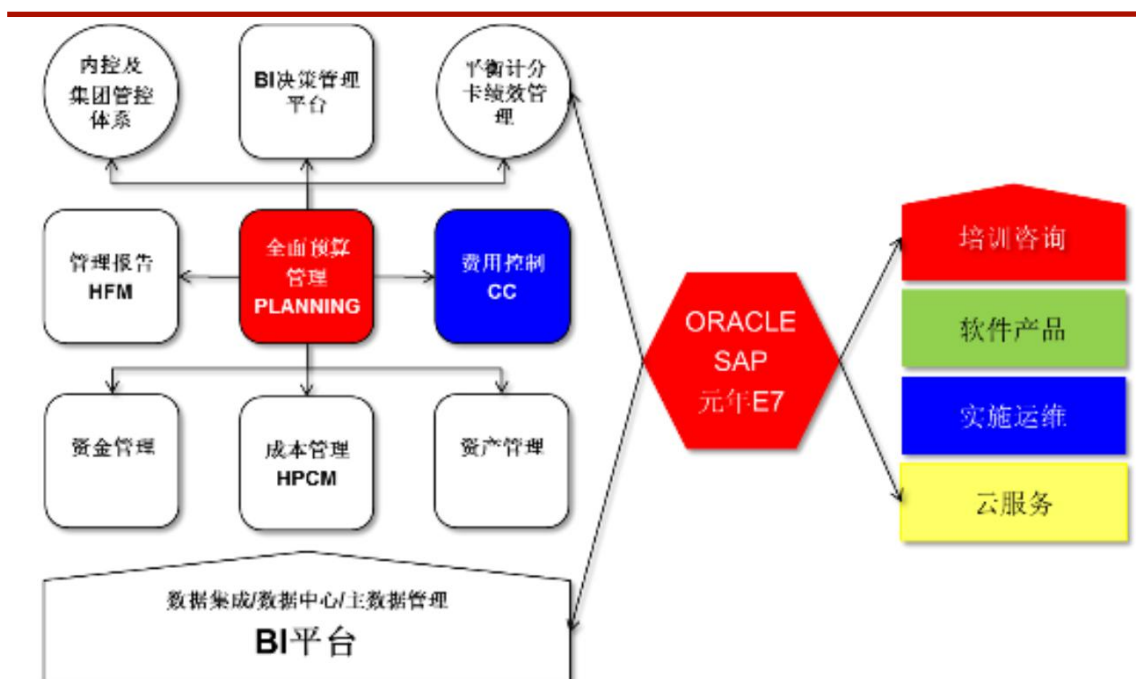 内控及
集团管控
体系
BI决策管理
平台
平衡计分
卡绩效管
理
管理报告
HFM
全面预算
管理
PLANNING
费用控制
CC
资金管理
成本管理
HPCM
资产管理
数据集成/数据中心/主数据管理
BI平台
ORACLE
SAP
元年E7
培训咨询
软件产品
实施运维
云服务